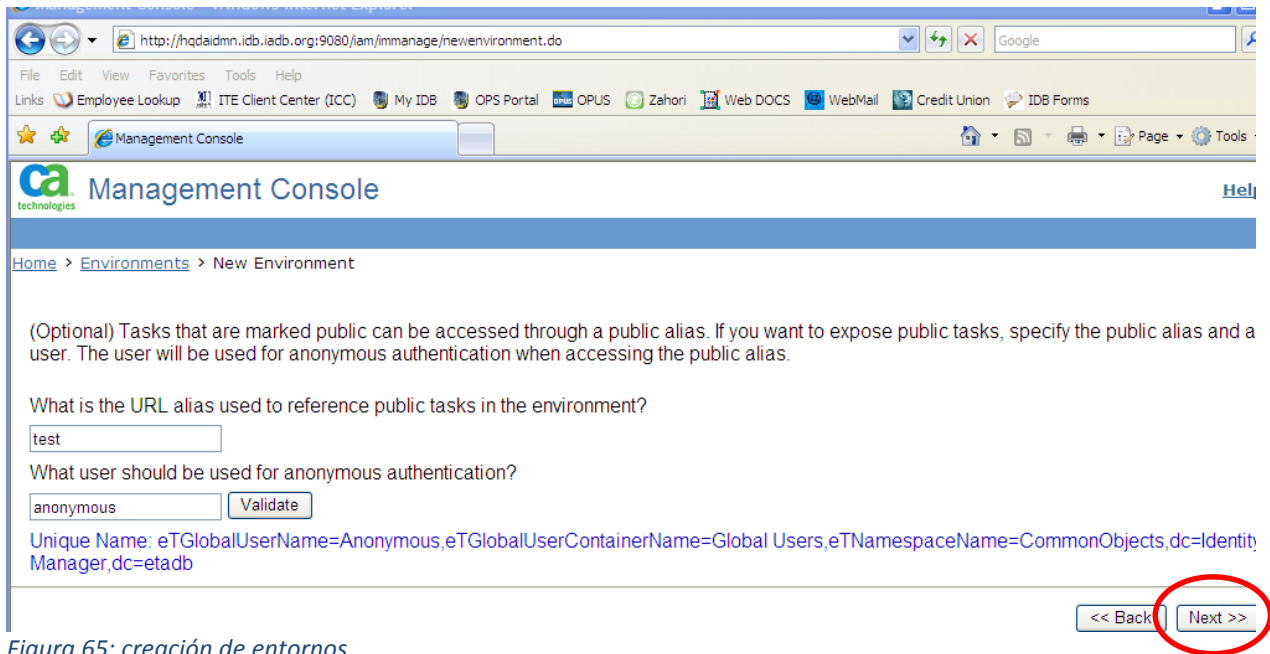 Management Console - Windows Internet Explorer
http://hqdaidmn.idb.iadb.org:9080/iam/immanage/newenvironment.do
Google
File Edit View Favorites Tools Help
Links Employee Lookup ITE Client Center (ICC) My IDB OPS Portal OPUS OPUS Zahori Web DOCS WebMail Credit Union IDB Forms
Management Console
Page Tools
ca technologies
Management Console
Help
Home > Environments > New Environment
(Optional) Tasks that are marked public can be accessed through a public alias. If you want to expose public tasks, specify the public alias and a
user. The user will be used for anonymous authentication when accessing the public alias.
What is the URL alias used to reference public tasks in the environment?
test
What user should be used for anonymous authentication?
anonymous Validate
Unique Name: eTGlobalUserName=Anonymous,eTGlobalUserContainerName=Global Users,eTNamespaceName=CommonObjects,dc=Identity
Manager,dc=etadb
<< Back Next >>
Figura 65: creación de entornos